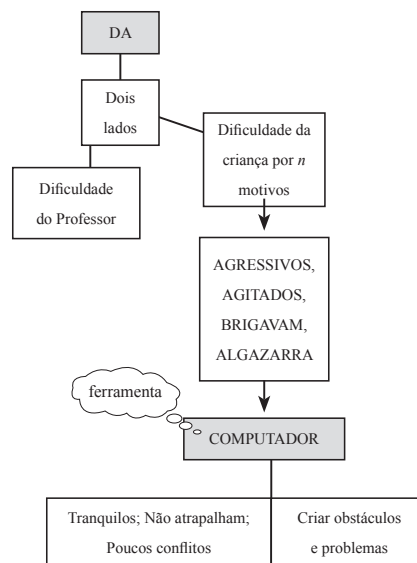 DA
Dois
lados
Dificuldade
do Professor
Dificuldade da
criança por n
motivos
AGRESSIVOS,
AGITADOS,
BRIGAVAM,
ALGAZARRA
ferramenta
COMPUTADOR
Tranquilos; Não atrapalham;
Poucos conflitos
Criar obstáculos
e problemas